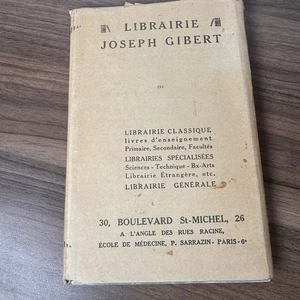 LIBRAIRIE
JOSEPH GIBERT
LIBRAIRIE CLASSIQUE
livres d'enseignement
Primaire, Secondaire, Facultés
LIBRAIRIES SPÉCIALISÉES
Sciences - Technique - Bx-Arts
Librairie Étrangère, etc.
LIBRAIRIE GÉNÉRALE
30, BOULEVARD St-MICHEL, 26
A L'ANGLE DES RUES RACINE,
ÉCOLE DE MÉDECINE, P. SARRAZIN - PARIS-6e